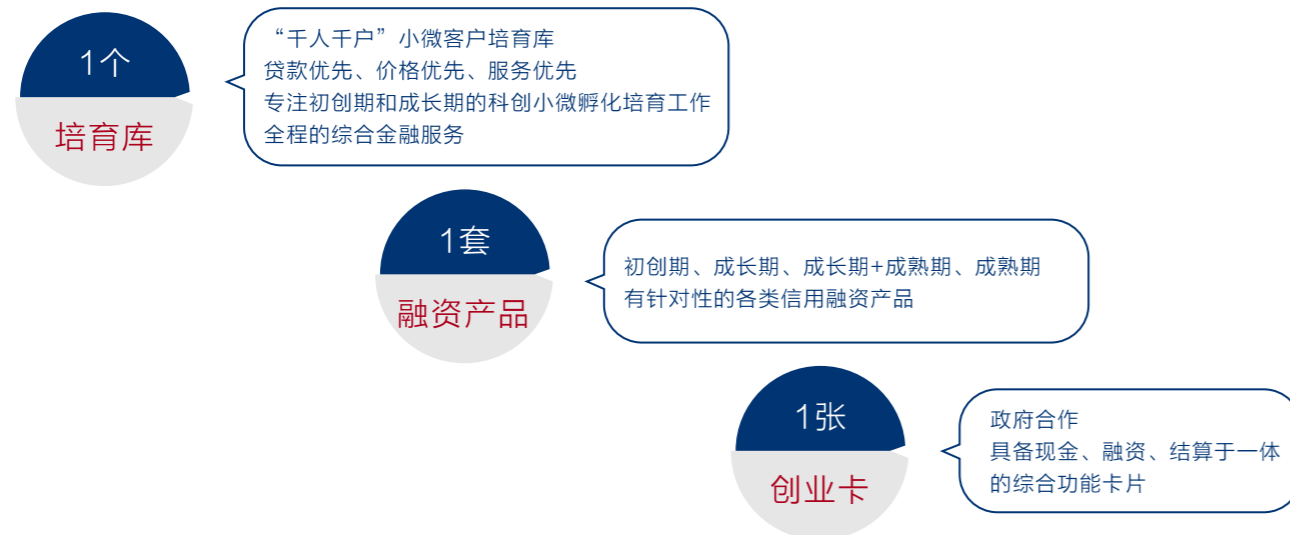 1个
培育库
“千人千户”小微客户培育库
贷款优先、价格优先、服务优先
专注初创期和成长期的科创小微孵化培育工作
全程的综合金融服务
1套
融资产品
初创期、成长期、成长期+成熟期、成熟期
有针对性的各类信用融资产品
1张
创业卡
政府合作
具备现金、融资、结算于一体
的综合功能卡片